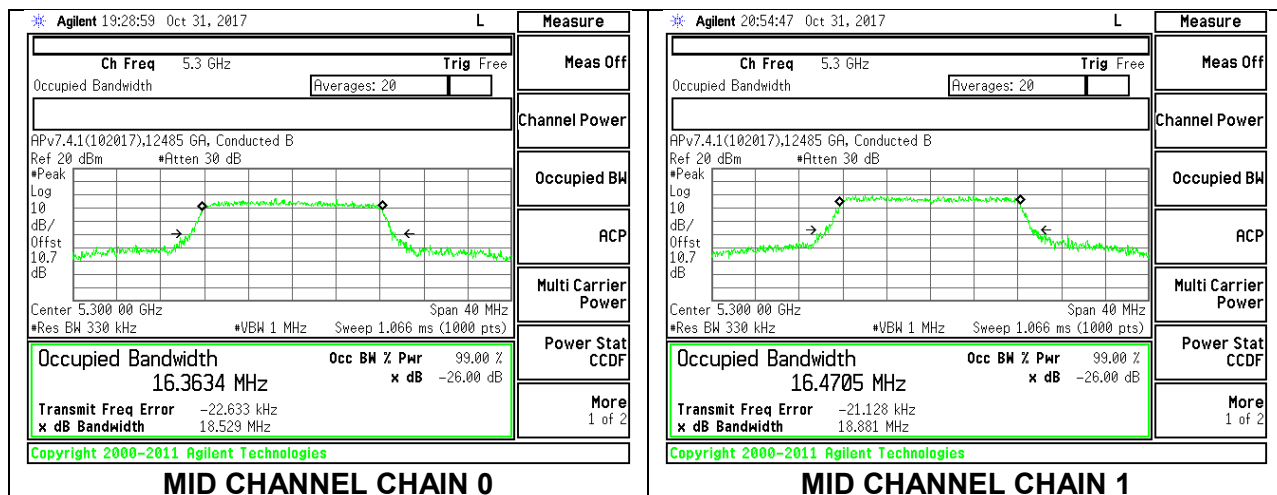 Agilent 19:28:59 Oct 31, 2017 L Measure
Ch Freq 5.3 GHz Trig Free
Occupied Bandwidth Averages: 20
APv7.4.1(102017),12485 GA, Conducted B
Ref 20 dBm #Atten 30 dB
#Peak
Log
10
dB/
Offst
10.7
dB
Center 5.300 00 GHz Span 40 MHz
#Res BW 330 kHz #VBW 1 MHz Sweep 1.066 ms (1000 pts)
Occupied Bandwidth Occ BW % Pwr 99.00 %
16.3634 MHz x dB -26.00 dB
Transmit Freq Error -22.633 kHz
x dB Bandwidth 18.529 MHz
Copyright 2000-2011 Agilent Technologies
Meas Off
Channel Power
Occupied BW
ACP
Multi Carrier
Power
Power Stat
CCDF
More
1 of 2
MID CHANNEL CHAIN 0
Agilent 20:54:47 Oct 31, 2017 L Measure
Ch Freq 5.3 GHz Trig Free
Occupied Bandwidth Averages: 20
APv7.4.1(102017),12485 GA, Conducted B
Ref 20 dBm #Atten 30 dB
#Peak
Log
10
dB/
Offst
10.7
dB
Center 5.300 00 GHz Span 40 MHz
#Res BW 330 kHz #VBW 1 MHz Sweep 1.066 ms (1000 pts)
Occupied Bandwidth Occ BW % Pwr 99.00 %
16.4705 MHz x dB -26.00 dB
Transmit Freq Error -21.128 kHz
x dB Bandwidth 18.881 MHz
Copyright 2000-2011 Agilent Technologies
Meas Off
Channel Power
Occupied BW
ACP
Multi Carrier
Power
Power Stat
CCDF
More
1 of 2
MID CHANNEL CHAIN 1